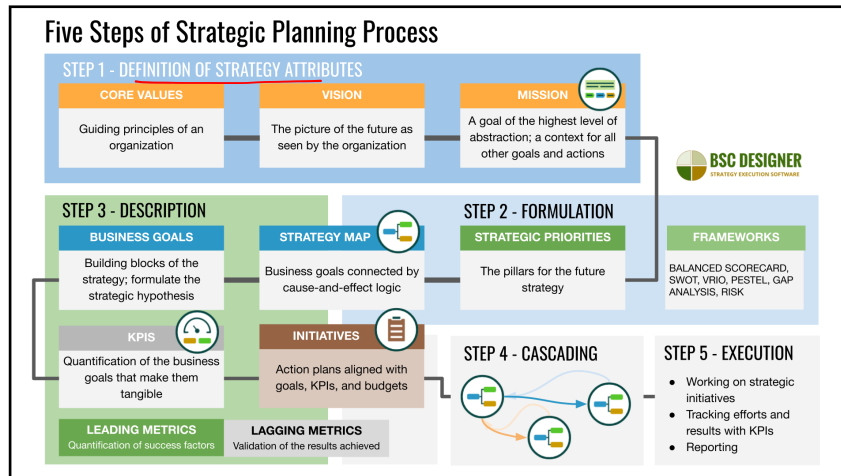 Five Steps of Strategic Planning Process
STEP 1 - DEFINITION OF STRATEGY ATTRIBUTES
CORE VALUES
Guiding principles of an
organization
VISION
The picture of the future as
seen by the organization
MISSION
A goal of the highest level of
abstraction; a context for all
other goals and actions
BSC DESIGNER
STRATEGY EXECUTION SOFTWARE
STEP 2 - FORMULATION
STRATEGIC PRIORITIES
The pillars for the future
strategy
FRAMEWORKS
BALANCED SCORECARD,
SWOT, VRIO, PESTEL, GAP
ANALYSIS, RISK
STEP 3 - DESCRIPTION
STRATEGY MAP
Business goals connected by
cause-and-effect logic
BUSINESS GOALS
Building blocks of the
strategy; formulate the
strategic hypothesis
KPIS
Quantification of the business
goals that make them
tangible
INITIATIVES
Action plans aligned with
goals, KPIs, and budgets
LEADING METRICS
Quantification of success factors
LAGGING METRICS
Validation of the results achieved
STEP 4 - CASCADING
STEP 5 - EXECUTION
● Working on strategic
initiatives
● Tracking efforts and
results with KPIs
● Reporting